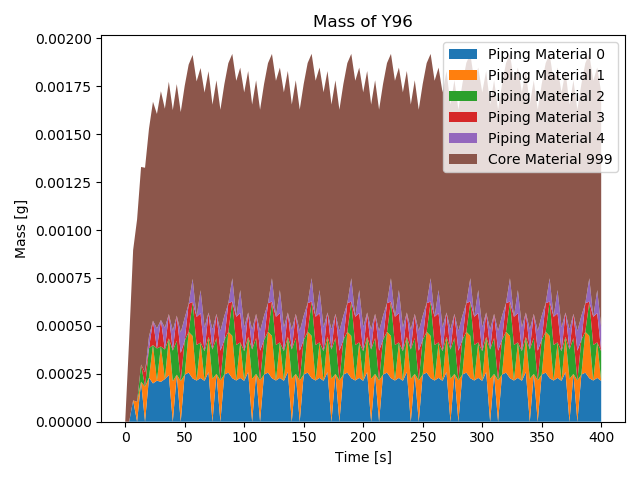 Mass of Y96
Mass [g]
0.00200
0.00175
0.00150
0.00125
0.00100
0.00075
0.00050
0.00025
0.00000
Piping Material 0
Piping Material 1
Piping Material 2
Piping Material 3
Piping Material 4
Core Material 999
0 50 100 150 200 250 300 350 400
Time [s]